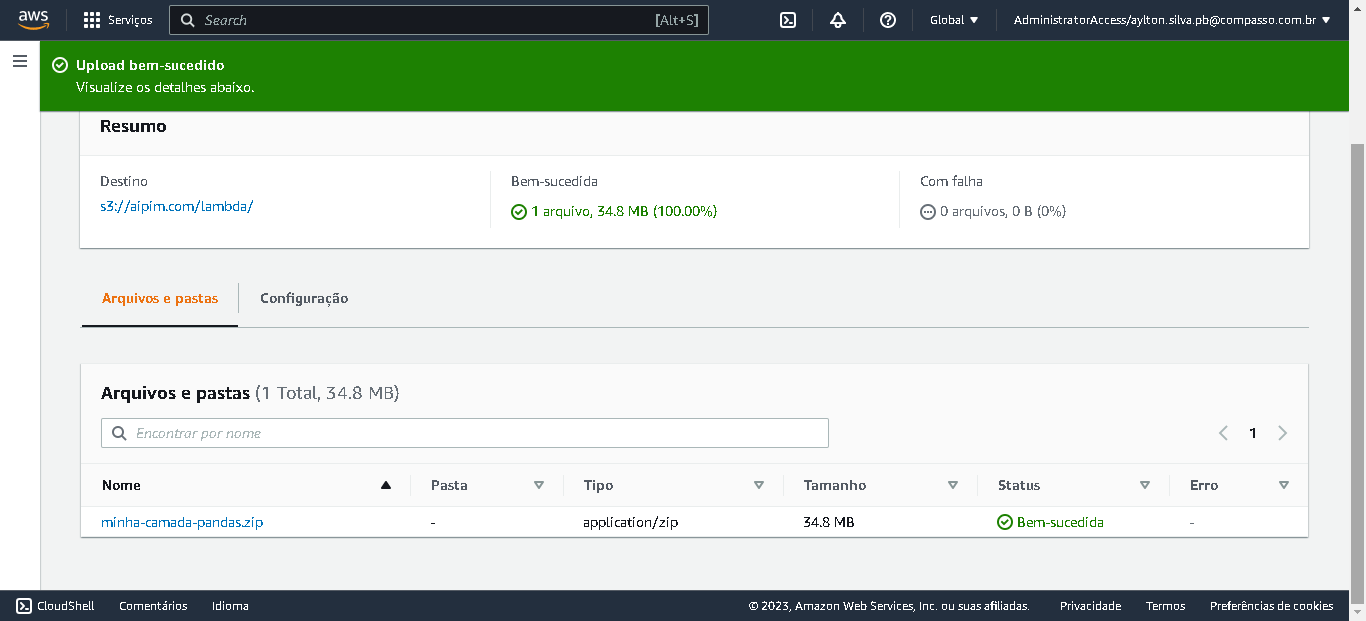 aws
Serviços
Search
[Alt+S]
Global
AdministratorAccess/aylton.silva.pb@compasso.com.br
Upload bem-sucedido
Visualize os detalhes abaixo.
Resumo
Destino
s3://aipim.com/lambda/
Bem-sucedida
1 arquivo, 34.8 MB (100.00%)
Com falha
0 arquivos, 0 B (0%)
Arquivos e pastas
Configuração
Arquivos e pastas (1 Total, 34.8 MB)
Encontrar por nome
1
Nome Pasta Tipo Tamanho Status Erro
minha-camada-pandas.zip - application/zip 34.8 MB Bem-sucedida -
CloudShell Comentários Idioma © 2023, Amazon Web Services, Inc. ou suas afiliadas. Privacidade Termos Preferências de cookies